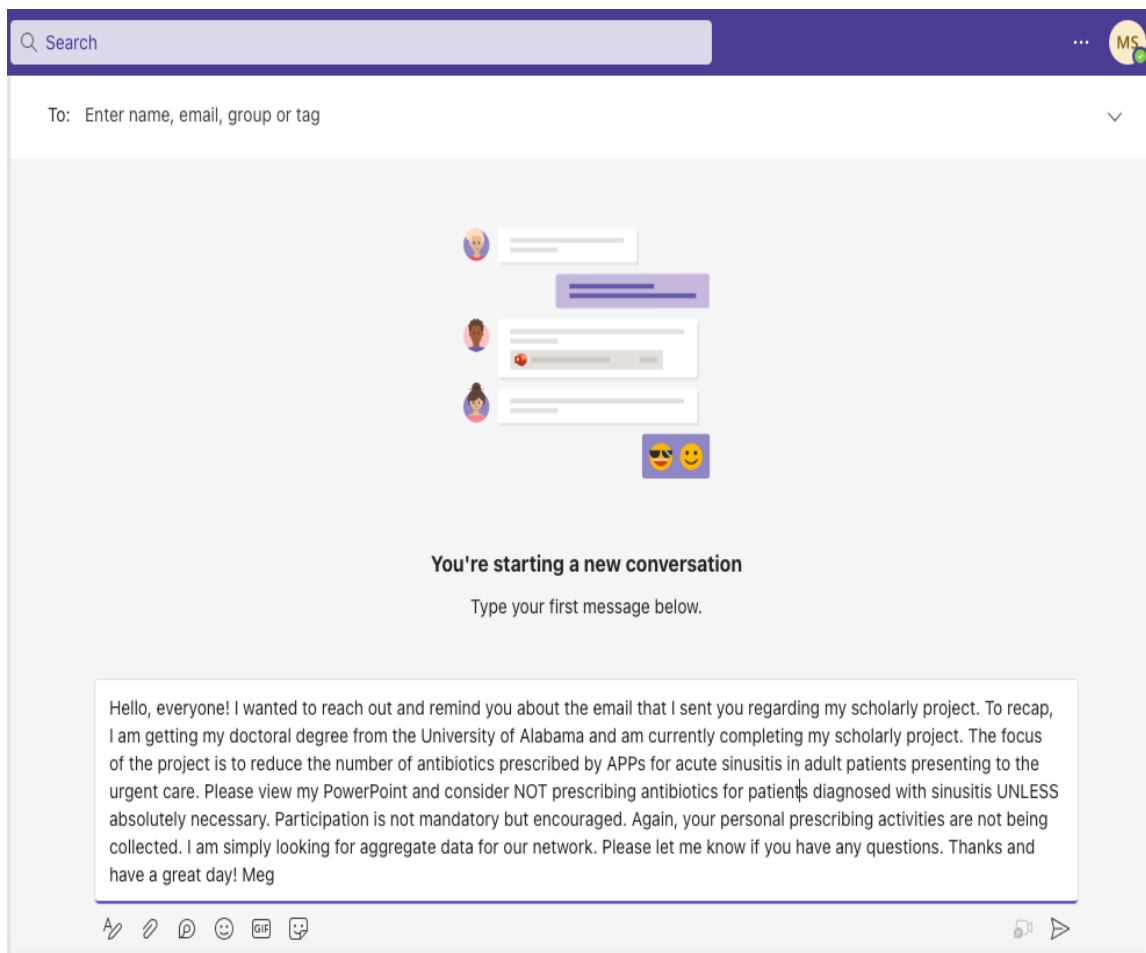 Search
... MS
To: Enter name, email, group or tag
You're starting a new conversation
Type your first message below.
Hello, everyone! I wanted to reach out and remind you about the email that I sent you regarding my scholarly project. To recap,
I am getting my doctoral degree from the University of Alabama and am currently completing my scholarly project. The focus
of the project is to reduce the number of antibiotics prescribed by APPs for acute sinusitis in adult patients presenting to the
urgent care. Please view my PowerPoint and consider NOT prescribing antibiotics for patients diagnosed with sinusitis UNLESS
absolutely necessary. Participation is not mandatory but encouraged. Again, your personal prescribing activities are not being
collected. I am simply looking for aggregate data for our network. Please let me know if you have any questions. Thanks and
have a great day! Meg
GIF